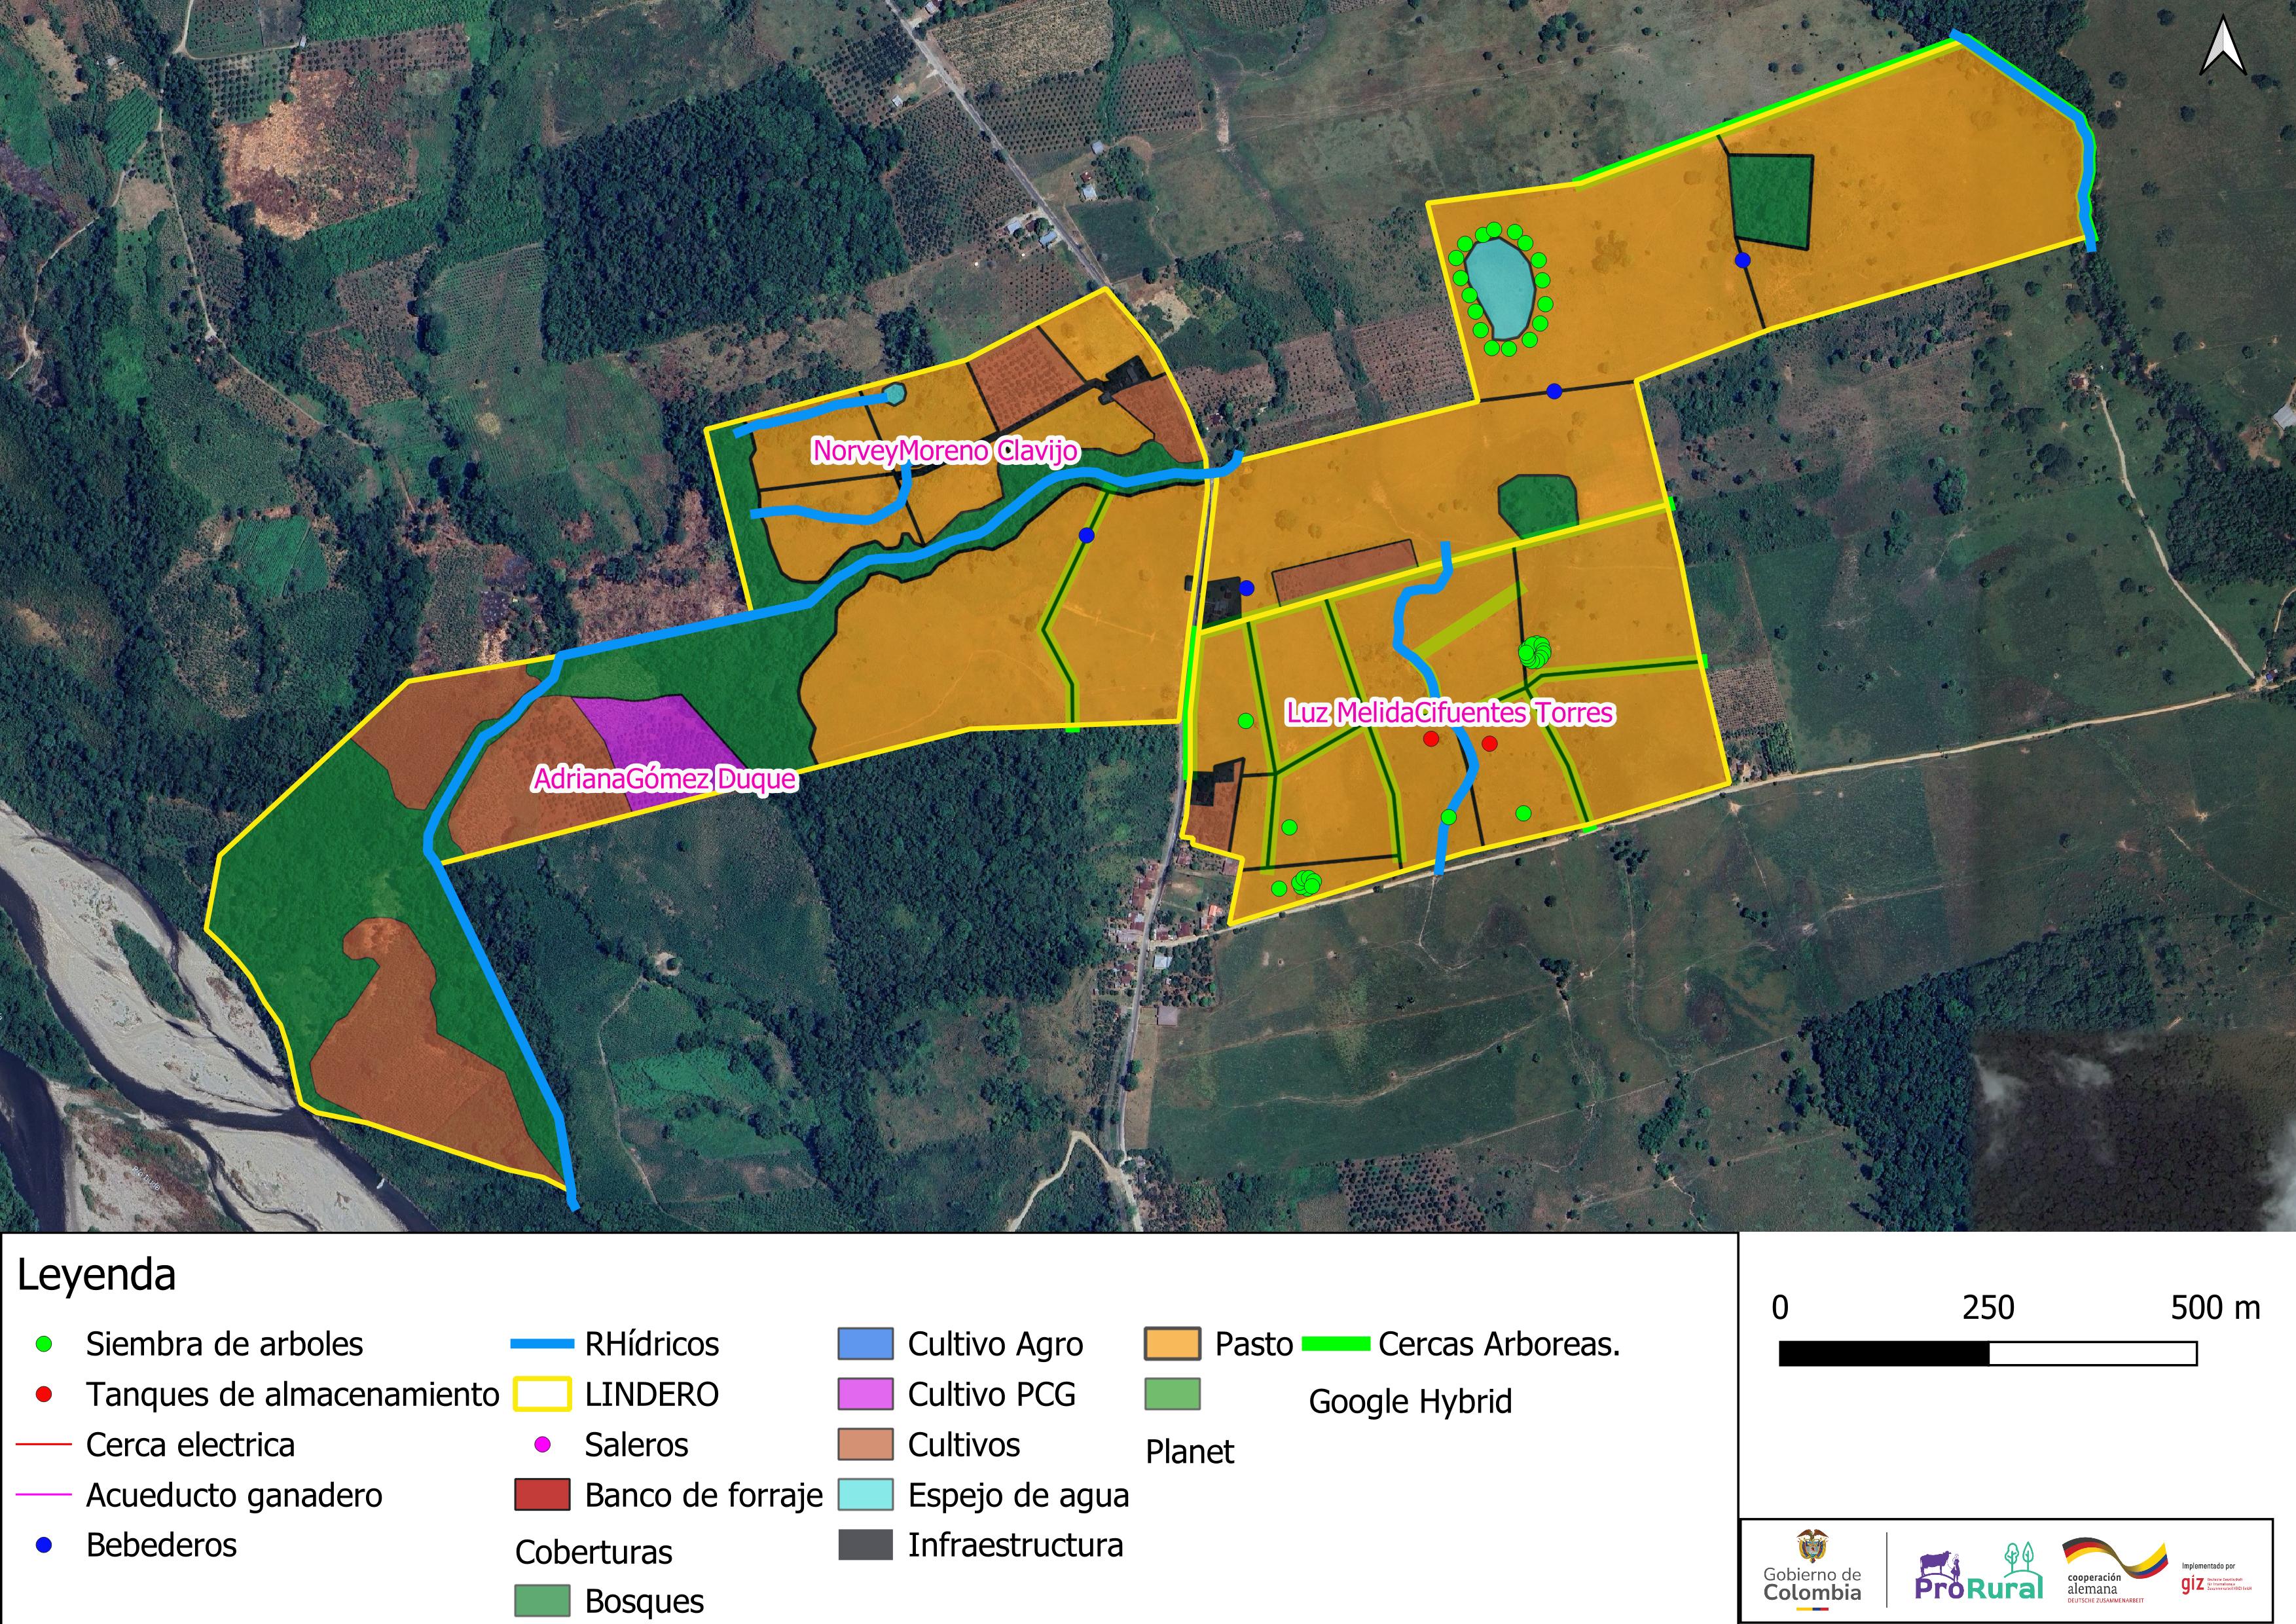 NorveyMoreno Clavijo
Luz MelidaCifuentes Torres
AdrianaGómez Duque
Leyenda
Siembra de arboles
Tanques de almacenamiento
Cerca electrica
Acueducto ganadero
Bebederos
RHídricos
LINDERO
Saleros
Banco de forraje
Coberturas
Bosques
Cultivo Agro
Cultivo PCG
Cultivos
Espejo de agua
Infraestructura
Pasto
Planet
Cercas Arboreas.
Google Hybrid
0 250 500 m
Gobierno de
Colombia
ProRural
cooperación
alemana
DEUTSCHE ZUSAMMENARBEIT
Implementado por
giz